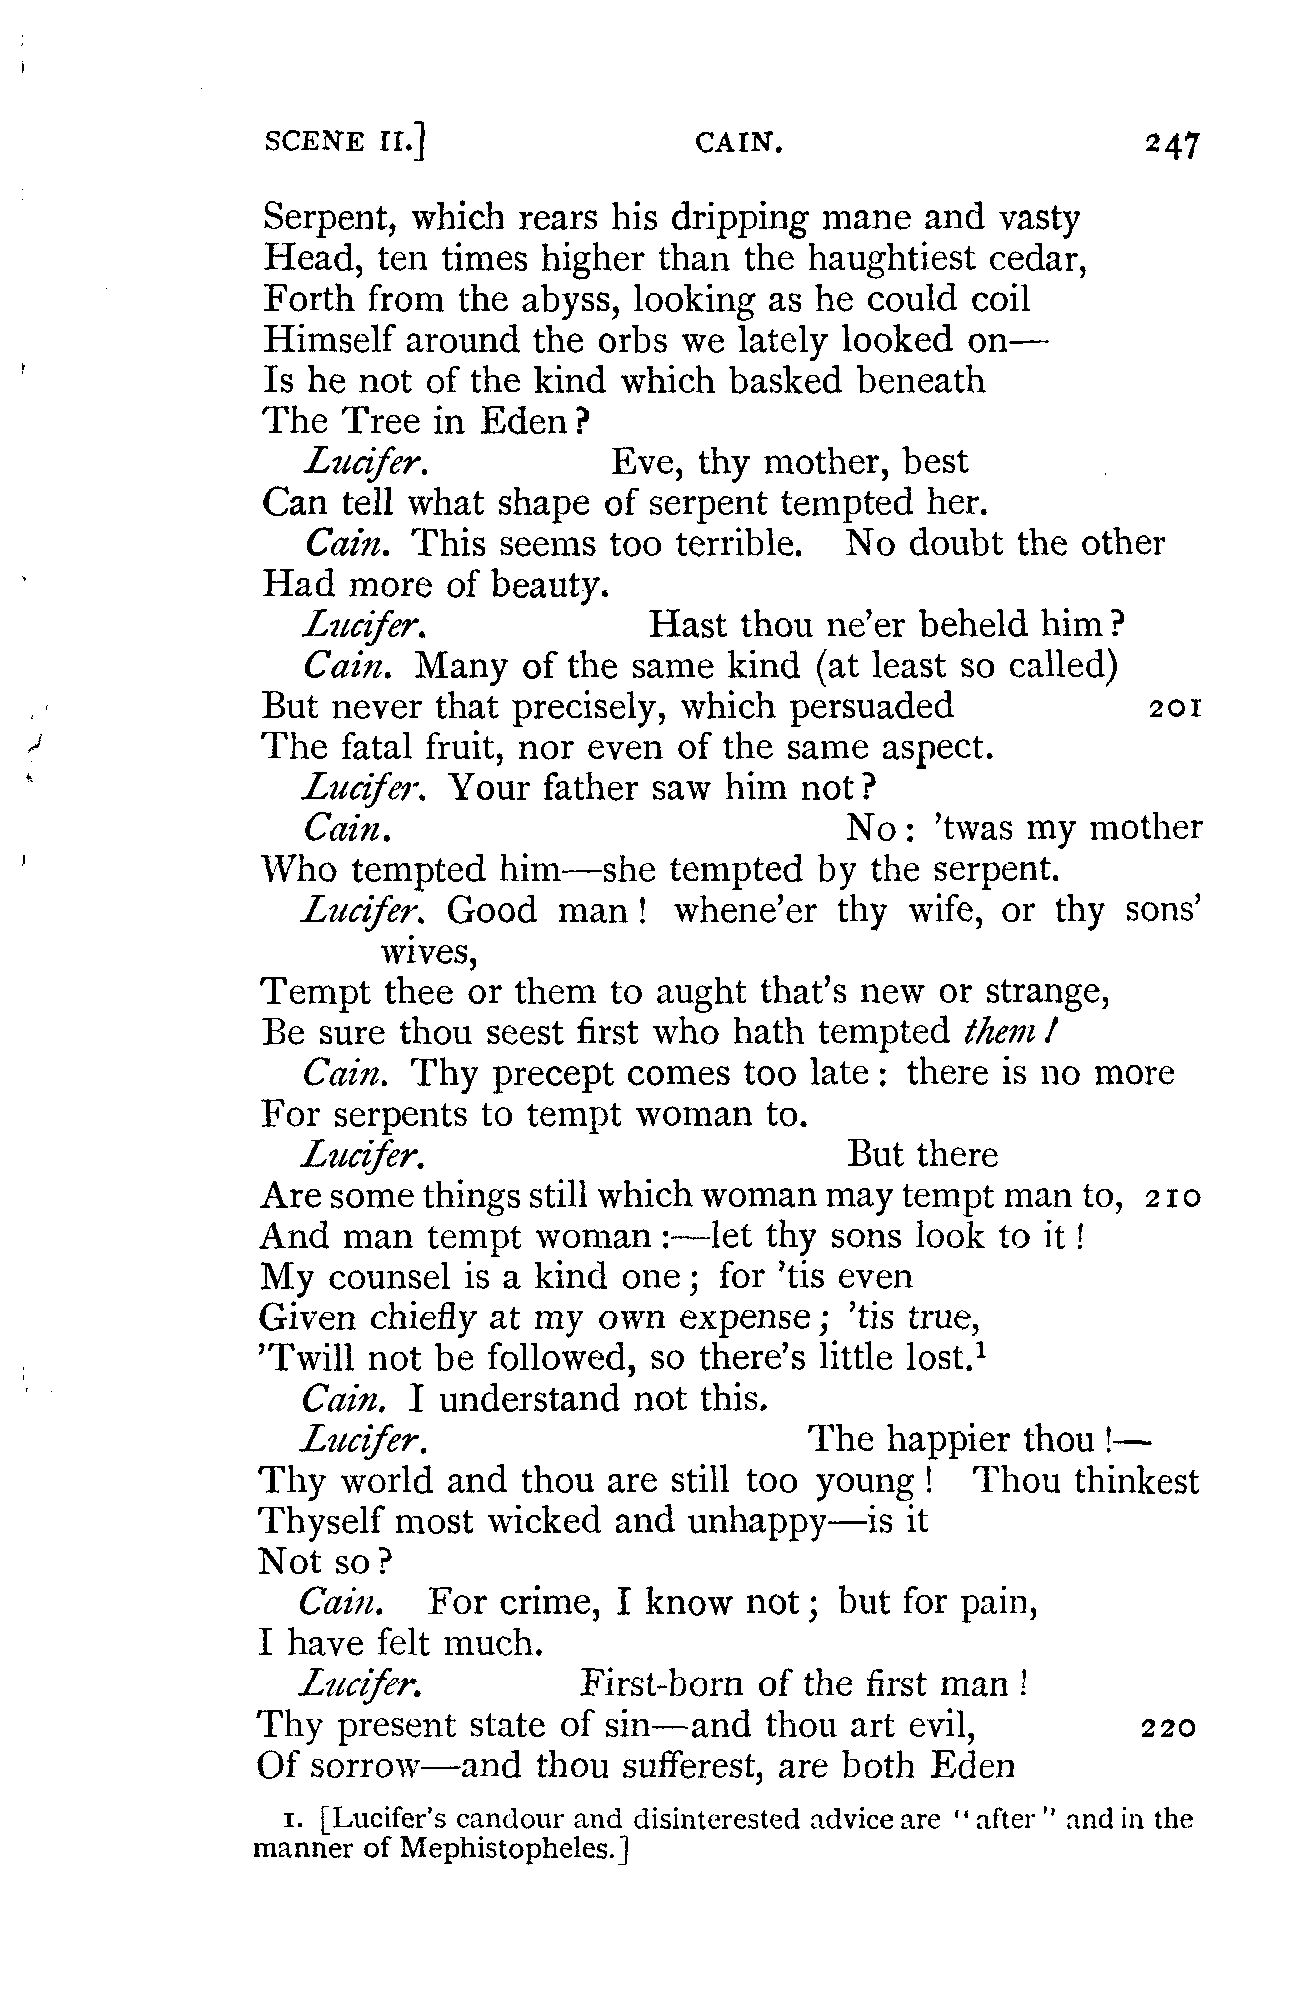 SCENE II.] CAIN. 247
Serpent, which rears his dripping mane and vasty
Head, ten times higher than the haughtiest cedar,
Forth from the abyss, looking as he could coil
Himself around the orbs we lately looked on—
Is he not of the kind which basked beneath
The Tree in Eden?
Lucifer. Eve, thy mother, best
Can tell what shape of serpent tempted her.
Cain. This seems too terrible. No doubt the other
Had more of beauty.
Lucifer. Hast thou ne'er beheld him?
Cain. Many of the same kind (at least so called)
But never that precisely, which persuaded 201
The fatal fruit, nor even of the same aspect.
Lucifer. Your father saw him not?
Cain. No: 'twas my mother
Who tempted him—she tempted by the serpent.
Lucifer. Good man! whene'er thy wife, or thy sons'
wives,
Tempt thee or them to aught that's new or strange,
Be sure thou seest first who hath tempted them!
Cain. Thy precept comes too late: there is no more
For serpents to tempt woman to.
Lucifer. But there
Are some things still which woman may tempt man to, 210
And man tempt woman:—let thy sons look to it!
My counsel is a kind one; for 'tis even
Given chiefly at my own expense; 'tis true,
'Twill not be followed, so there's little lost.¹
Cain. I understand not this.
Lucifer. The happier thou!—
Thy world and thou are still too young! Thou thinkest
Thyself most wicked and unhappy—is it
Not so?
Cain. For crime, I know not; but for pain,
I have felt much.
Lucifer. First-born of the first man!
Thy present state of sin—and thou art evil, 220
Of sorrow—and thou sufferest, are both Eden
1. [Lucifer's candour and disinterested advice are "after" and in the
manner of Mephistopheles.]